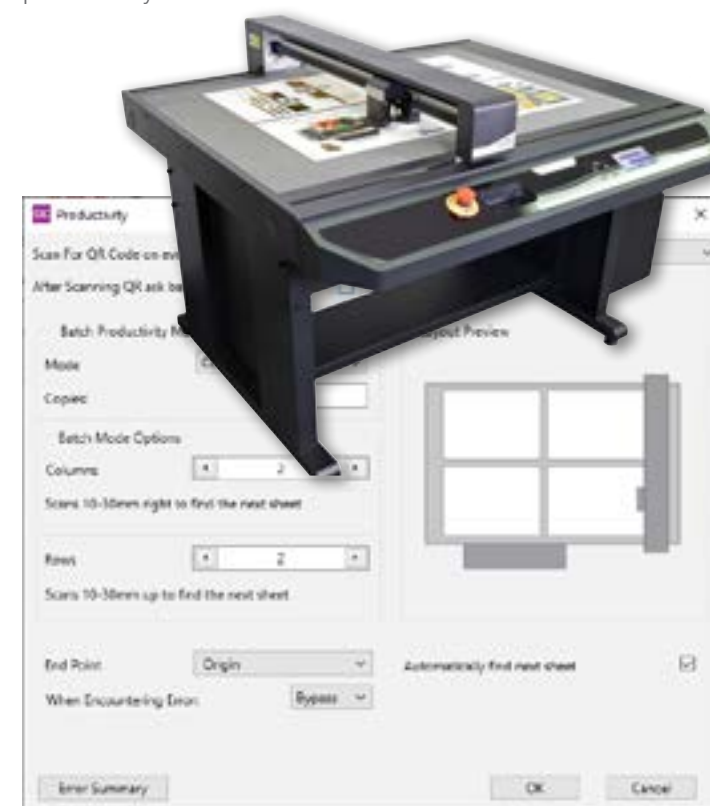 Productivity
Scan For QR Code on
After Scanning QR ask
Batch Productivity
Layout Preview
Mode
Copies
Batch Mode Options
Columns 2
Scans 10-30mm right to find the next sheet
Rows 2
Scans 10-30mm up to find the next sheet
End Point Origin
Automatically find next sheet
When Encountering Error: Bypass
Error Summary OK Cancel